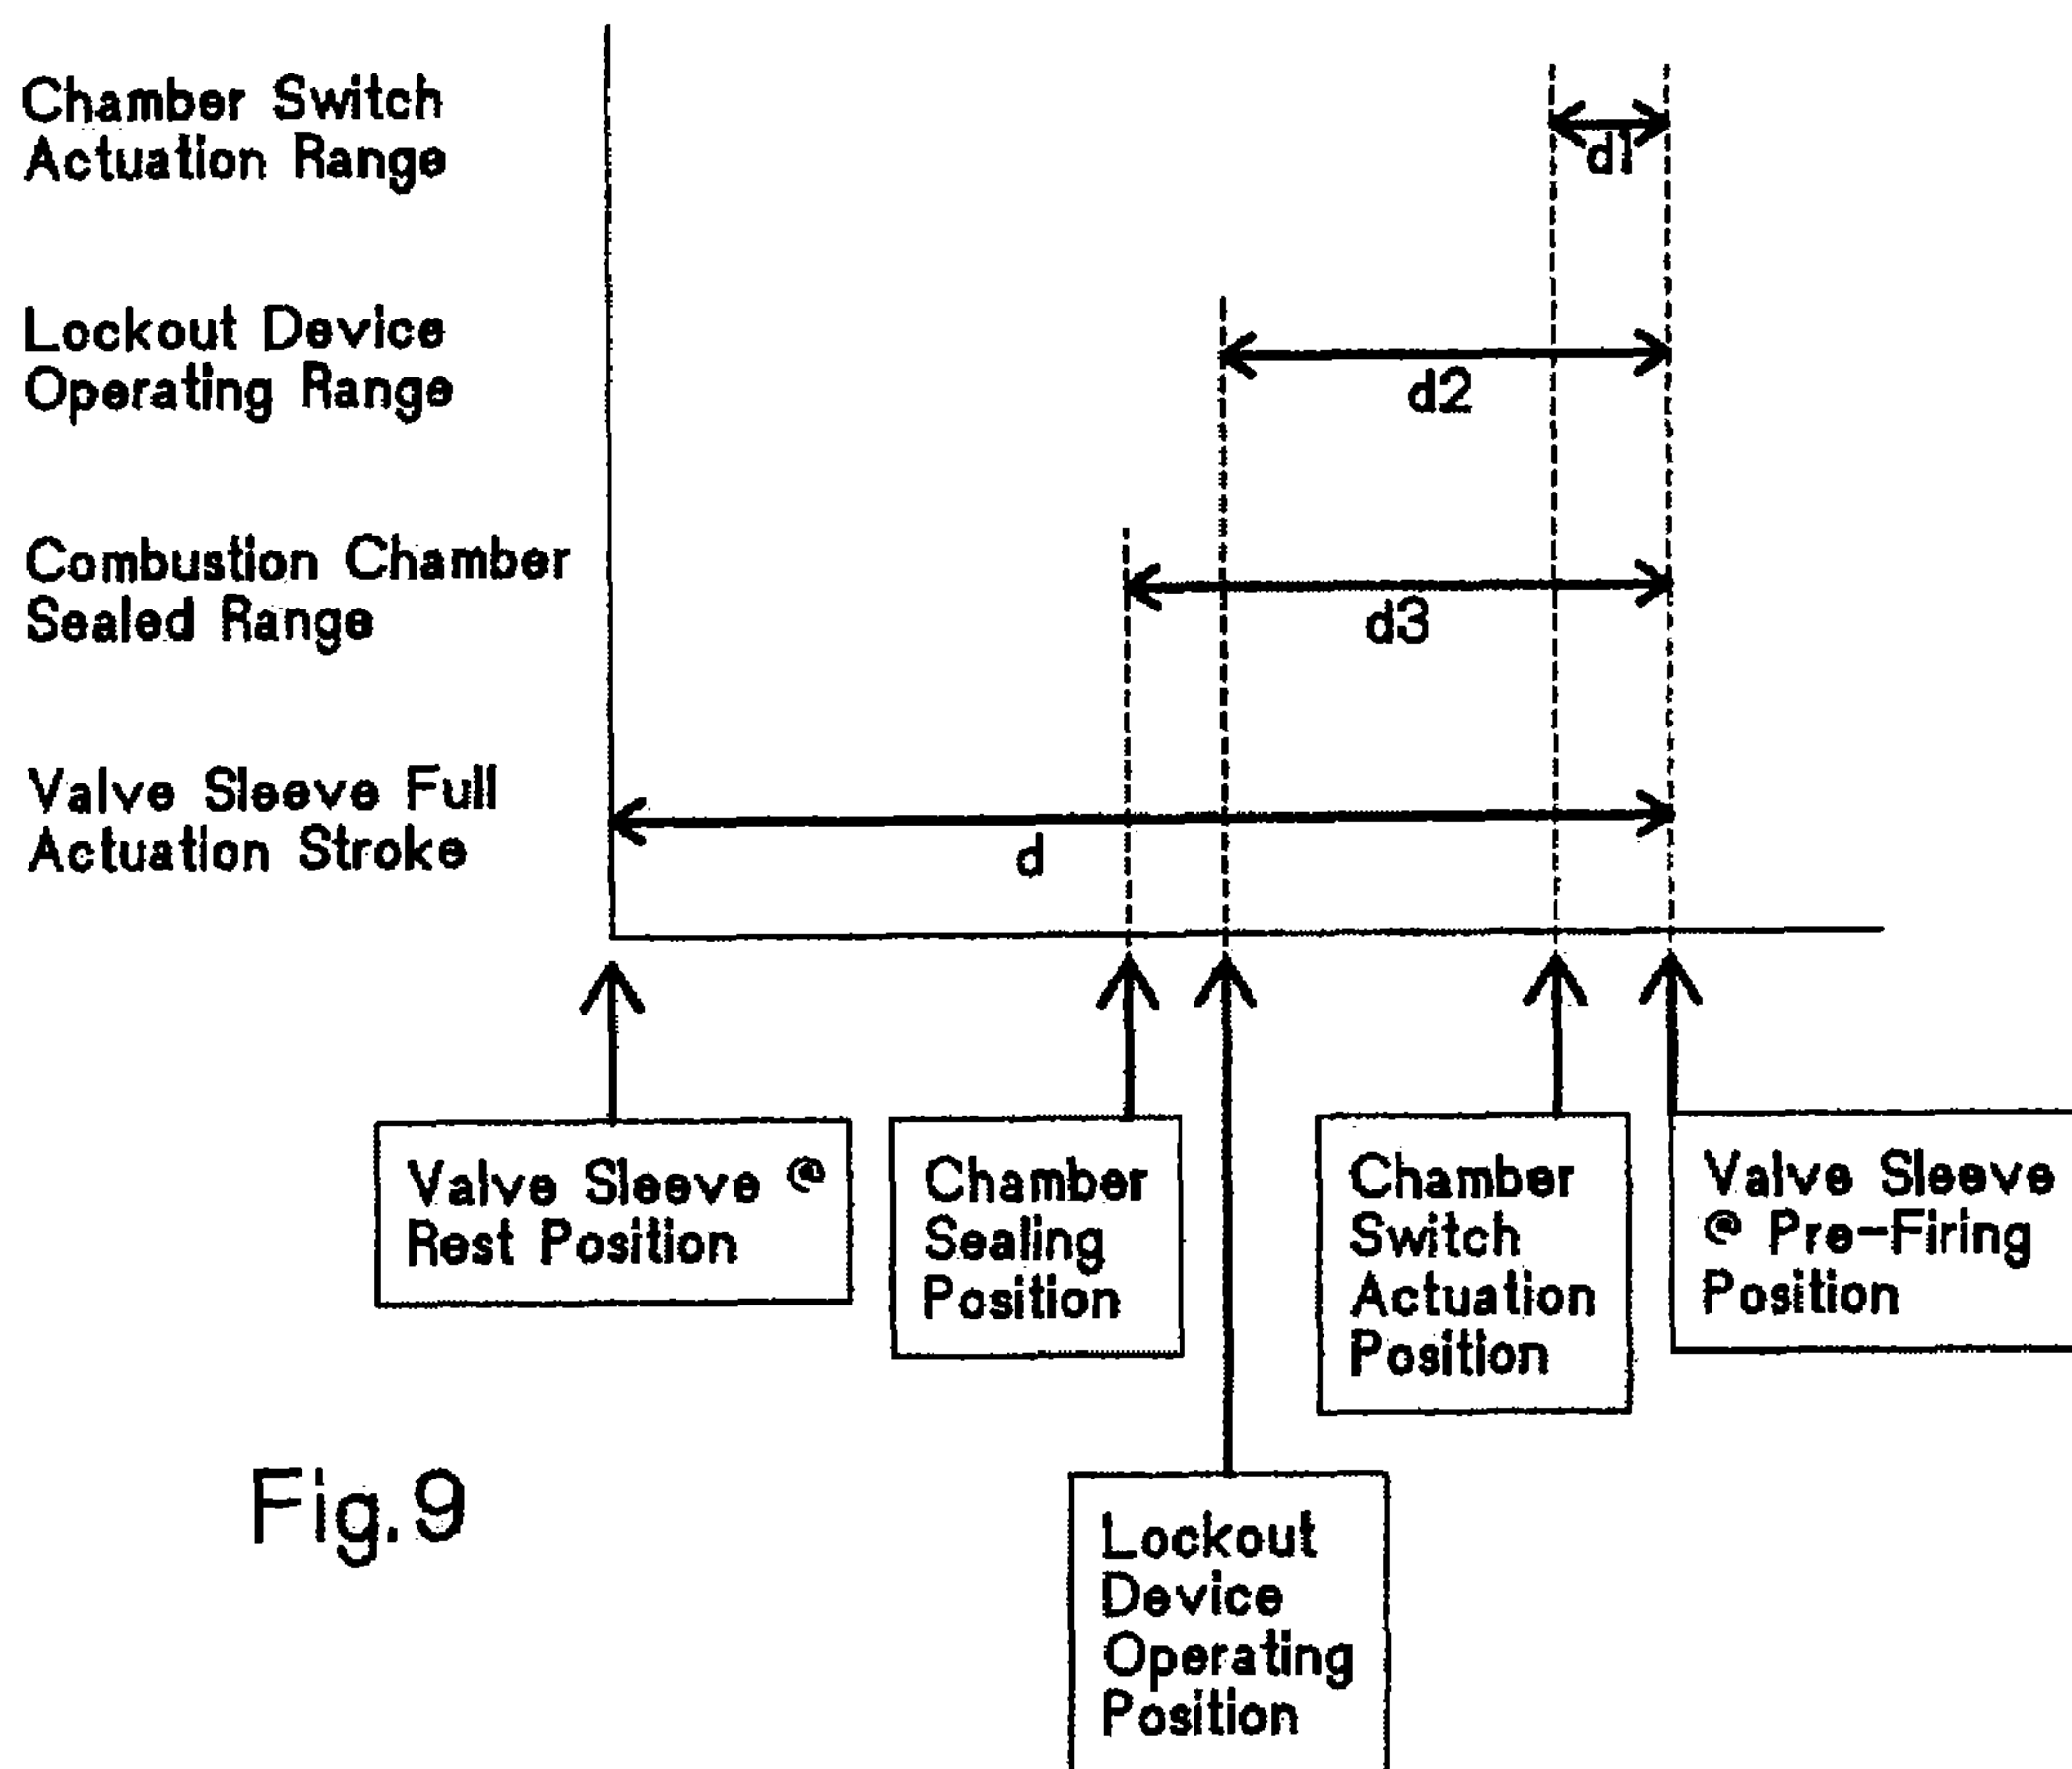 Chamber Switch
Actuation Range
d1
Lockout Device
Operating Range
d2
Combustion Chamber
Sealed Range
d3
Valve Sleeve Full
Actuation Stroke
d
Valve Sleeve @
Rest Position
Chamber
Sealing
Position
Chamber
Switch
Actuation
Position
Valve Sleeve
@ Pre-Firing
Position
Lockout
Device
Operating
Position
Fig.9